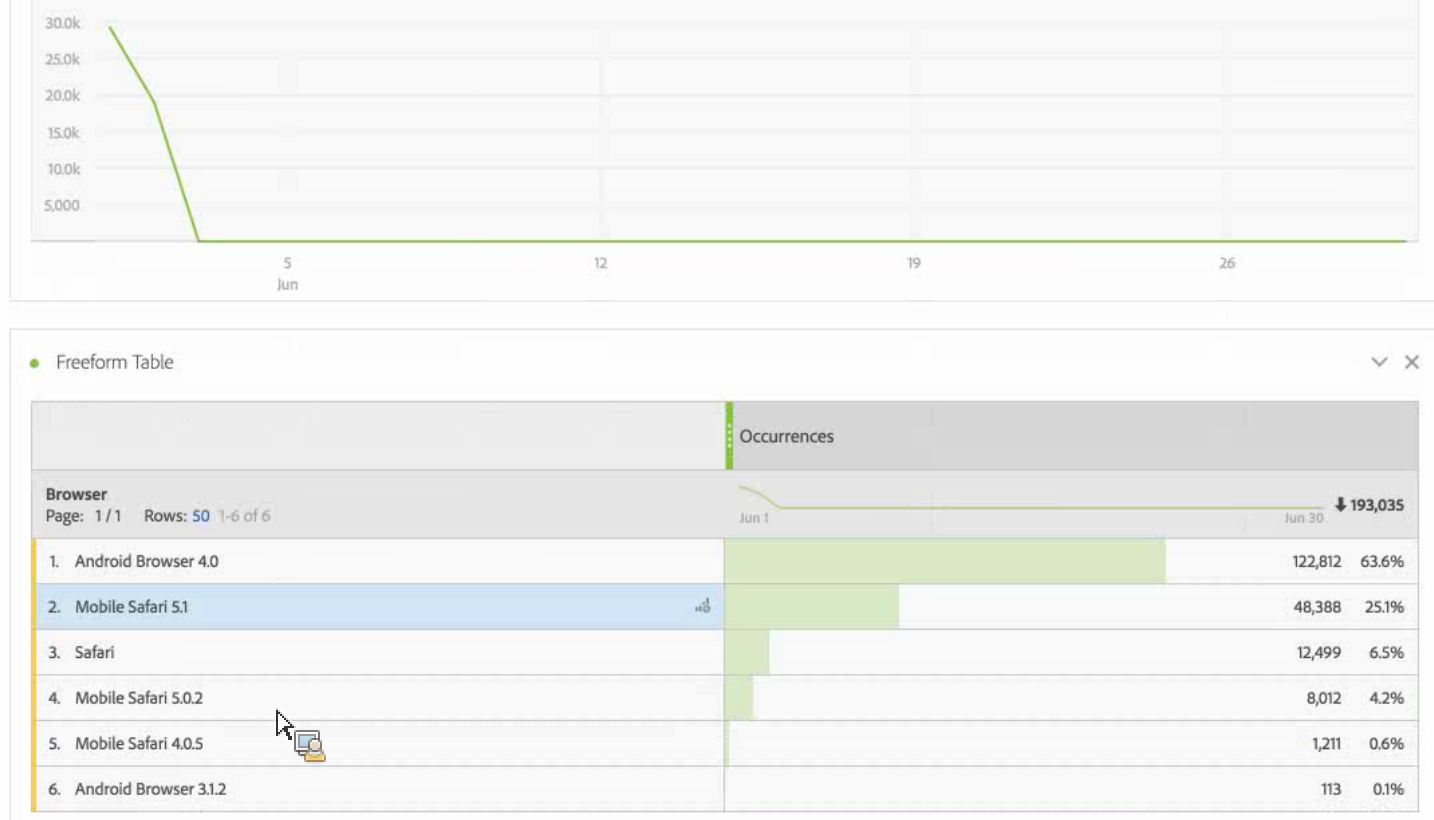 30.0k
25.0k
20.0k
15.0k
10.0k
5,000
5 12 19 26
Jun
Freeform Table
Occurrences
Browser
Page: 1 / 1 Rows: 50 1-6 of 6
Jun 1 Jun 30 193,035
1. Android Browser 4.0 122,812 63.6%
2. Mobile Safari 5.1 48,388 25.1%
3. Safari 12,499 6.5%
4. Mobile Safari 5.0.2 8,012 4.2%
5. Mobile Safari 4.0.5 1,211 0.6%
6. Android Browser 3.1.2 113 0.1%